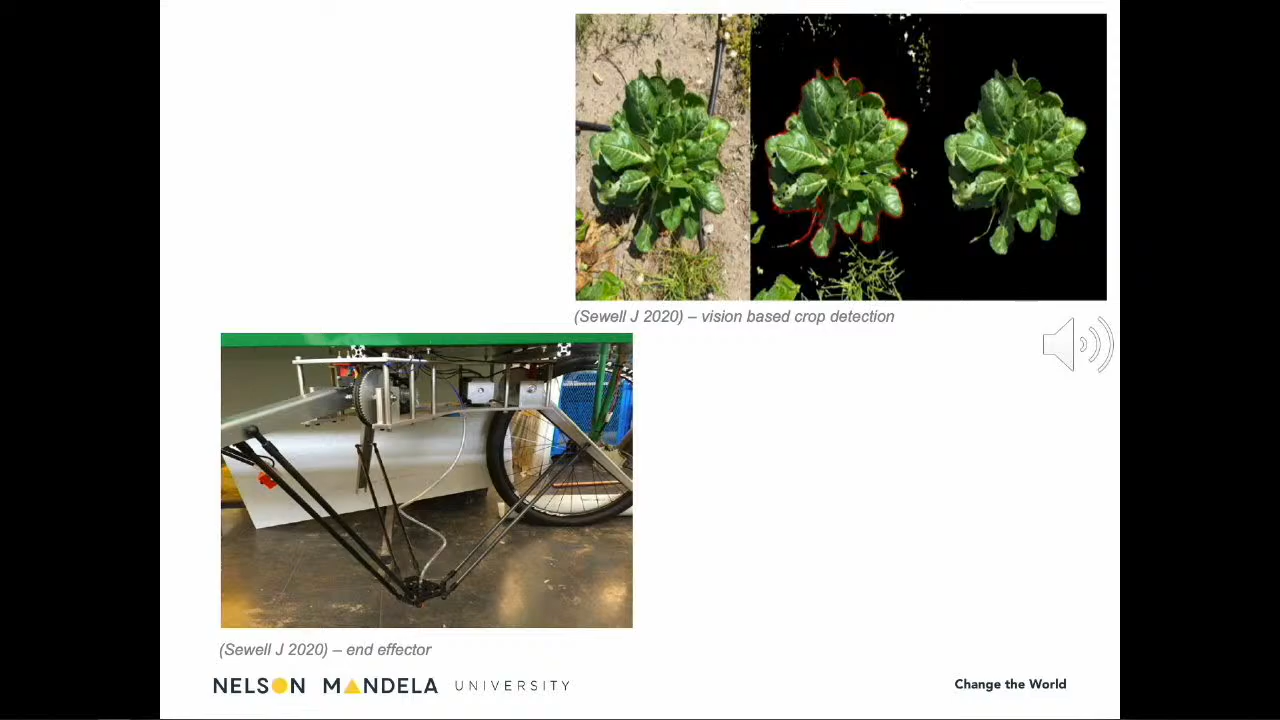 (Sewell J 2020) – vision based crop detection
(Sewell J 2020) – end effector
NELSON MANDELA UNIVERSITY
Change the World